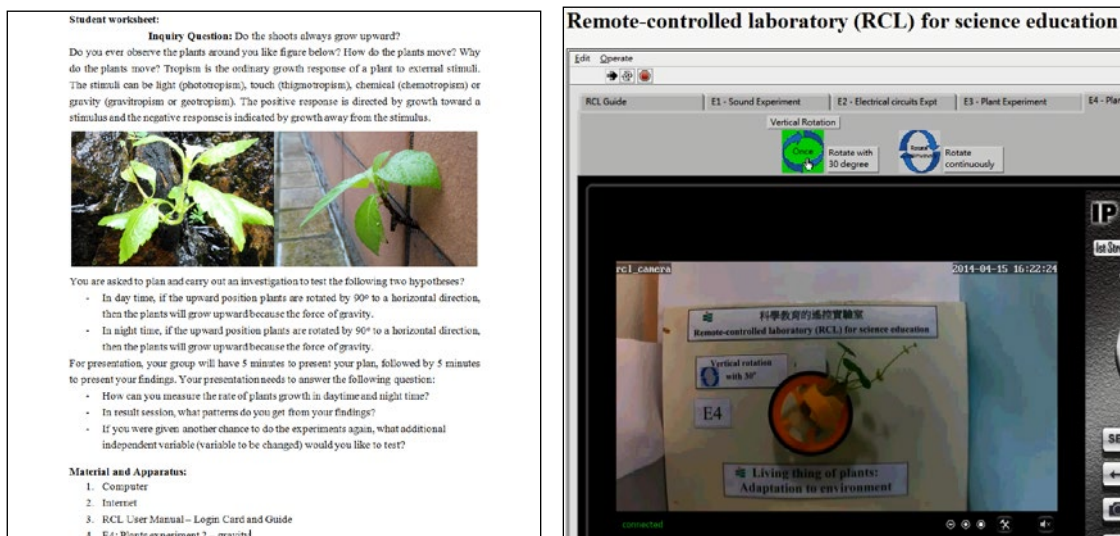 Student worksheet:
Inquiry Question: Do the shoots always grow upward?
Do you ever observe the plants around you like figure below? How do the plants move? Why
do the plants move? Tropism is the ordinary growth response of a plant to external stimuli.
The stimuli can be light (phototropism), touch (thigmotropism), chemical (chemotropism) or
gravity (gravitropism or geotropism). The positive response is directed by growth toward a
stimulus and the negative response is indicated by growth away from the stimulus.
You are asked to plan and carry out an investigation to test the following two hypotheses?
- In day time, if the upward position plants are rotated by 90° to a horizontal direction,
then the plants will grow upward because the force of gravity.
- In night time, if the upward position plants are rotated by 90° to a horizontal direction,
then the plants will grow upward because the force of gravity.
For presentation, your group will have 5 minutes to present your plan, followed by 5 minutes
to present your findings. Your presentation needs to answer the following question:
- How can you measure the rate of plants growth in daytime and night time?
- In result session, what patterns do you get from your findings?
- If you were given another chance to do the experiments again, what additional
independent variable (variable to be changed) would you like to test?
Material and Apparatus:
1. Computer
2. Internet
3. RCL User Manual – Login Card and Guide
4. E4: Plants experiment 2 – gravity
Remote-controlled laboratory (RCL) for science education
Edit Operate
RCL Guide
E1 - Sound Experiment
E2 - Electrical circuits Expt
E3 - Plant Experiment
E4 - Plan
Vertical Rotation
Once
Rotate with
30 degree
Rotate
continuously
IP
1st Str
rcl_camera
2014-04-15 16:22:24
科學教育的遙控實驗室
Remote-controlled laboratory (RCL) for science education
Vertical rotation
with 30°
E4
Living thing of plants:
Adaptation to environment
connected
SE